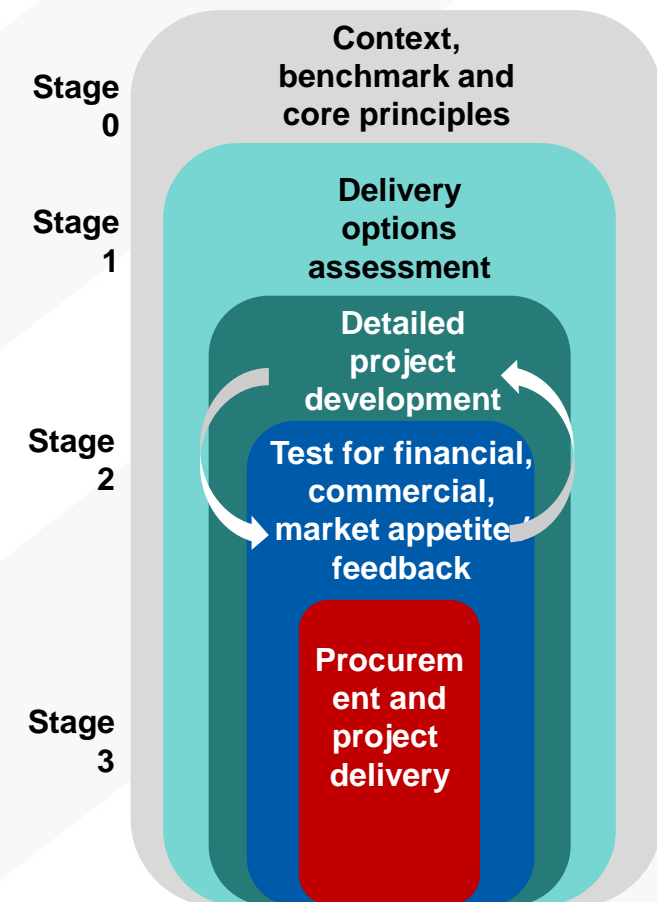 Context,
benchmark and
core principles
Stage
0
Delivery
options
assessment
Stage
1
Detailed
project
development
Stage
2
Test for financial,
commercial,
market appetite /
feedback
Procurem
ent and
project
delivery
Stage
3